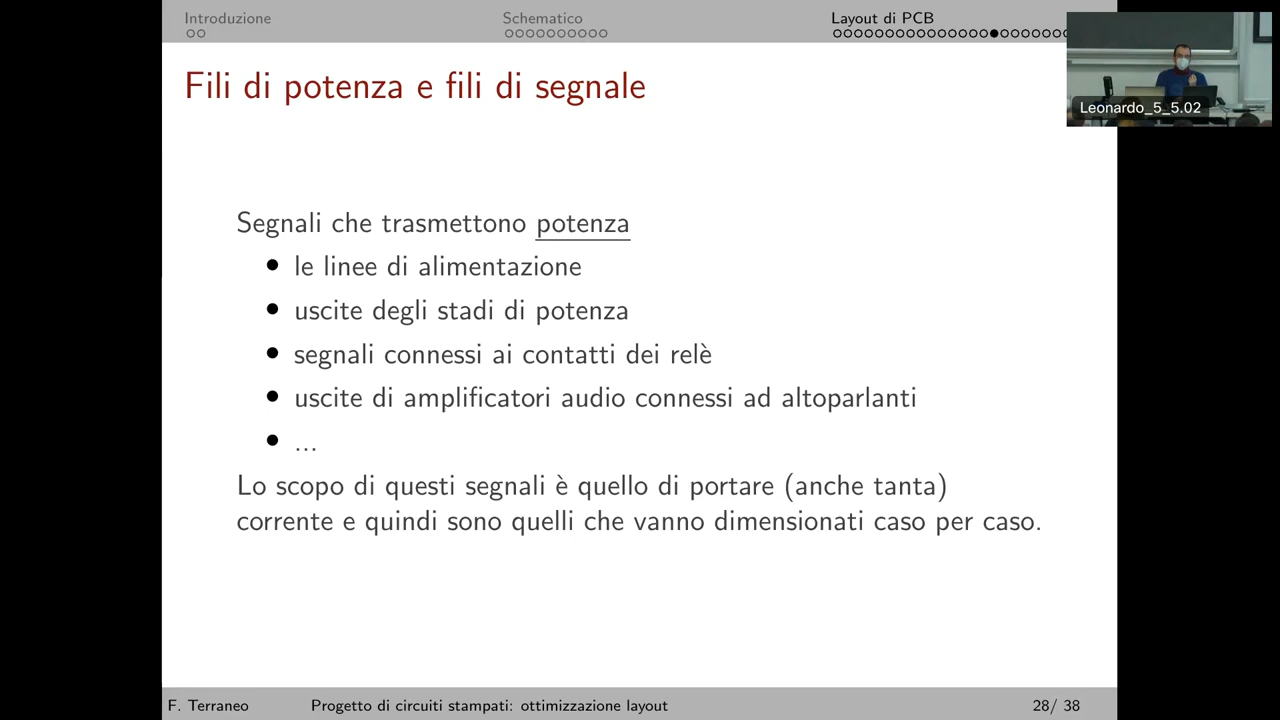 Introduzione
Schematico
Layout di PCB
Leonardo_5_5.02
Fili di potenza e fili di segnale
Segnali che trasmettono potenza
le linee di alimentazione
uscite degli stadi di potenza
segnali connessi ai contatti dei relè
uscite di amplificatori audio connessi ad altoparlanti
...
Lo scopo di questi segnali è quello di portare (anche tanta)
corrente e quindi sono quelli che vanno dimensionati caso per caso.
F. Terraneo
Progetto di circuiti stampati: ottimizzazione layout
28/ 38